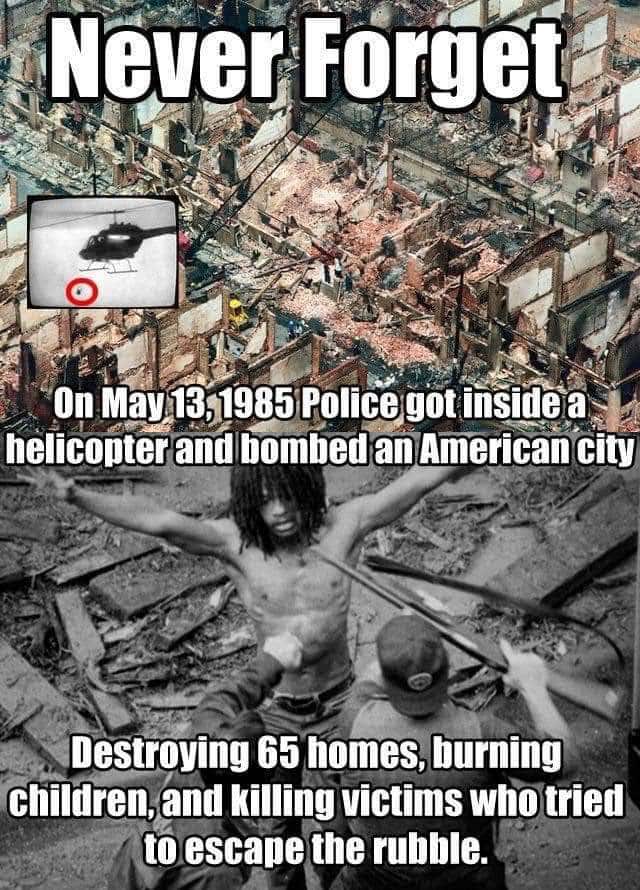 Never Forget
On May 13, 1985 Police got inside a
helicopter and bombed an American city
Destroying 65 homes, burning
children, and killing victims who tried
to escape the rubble.